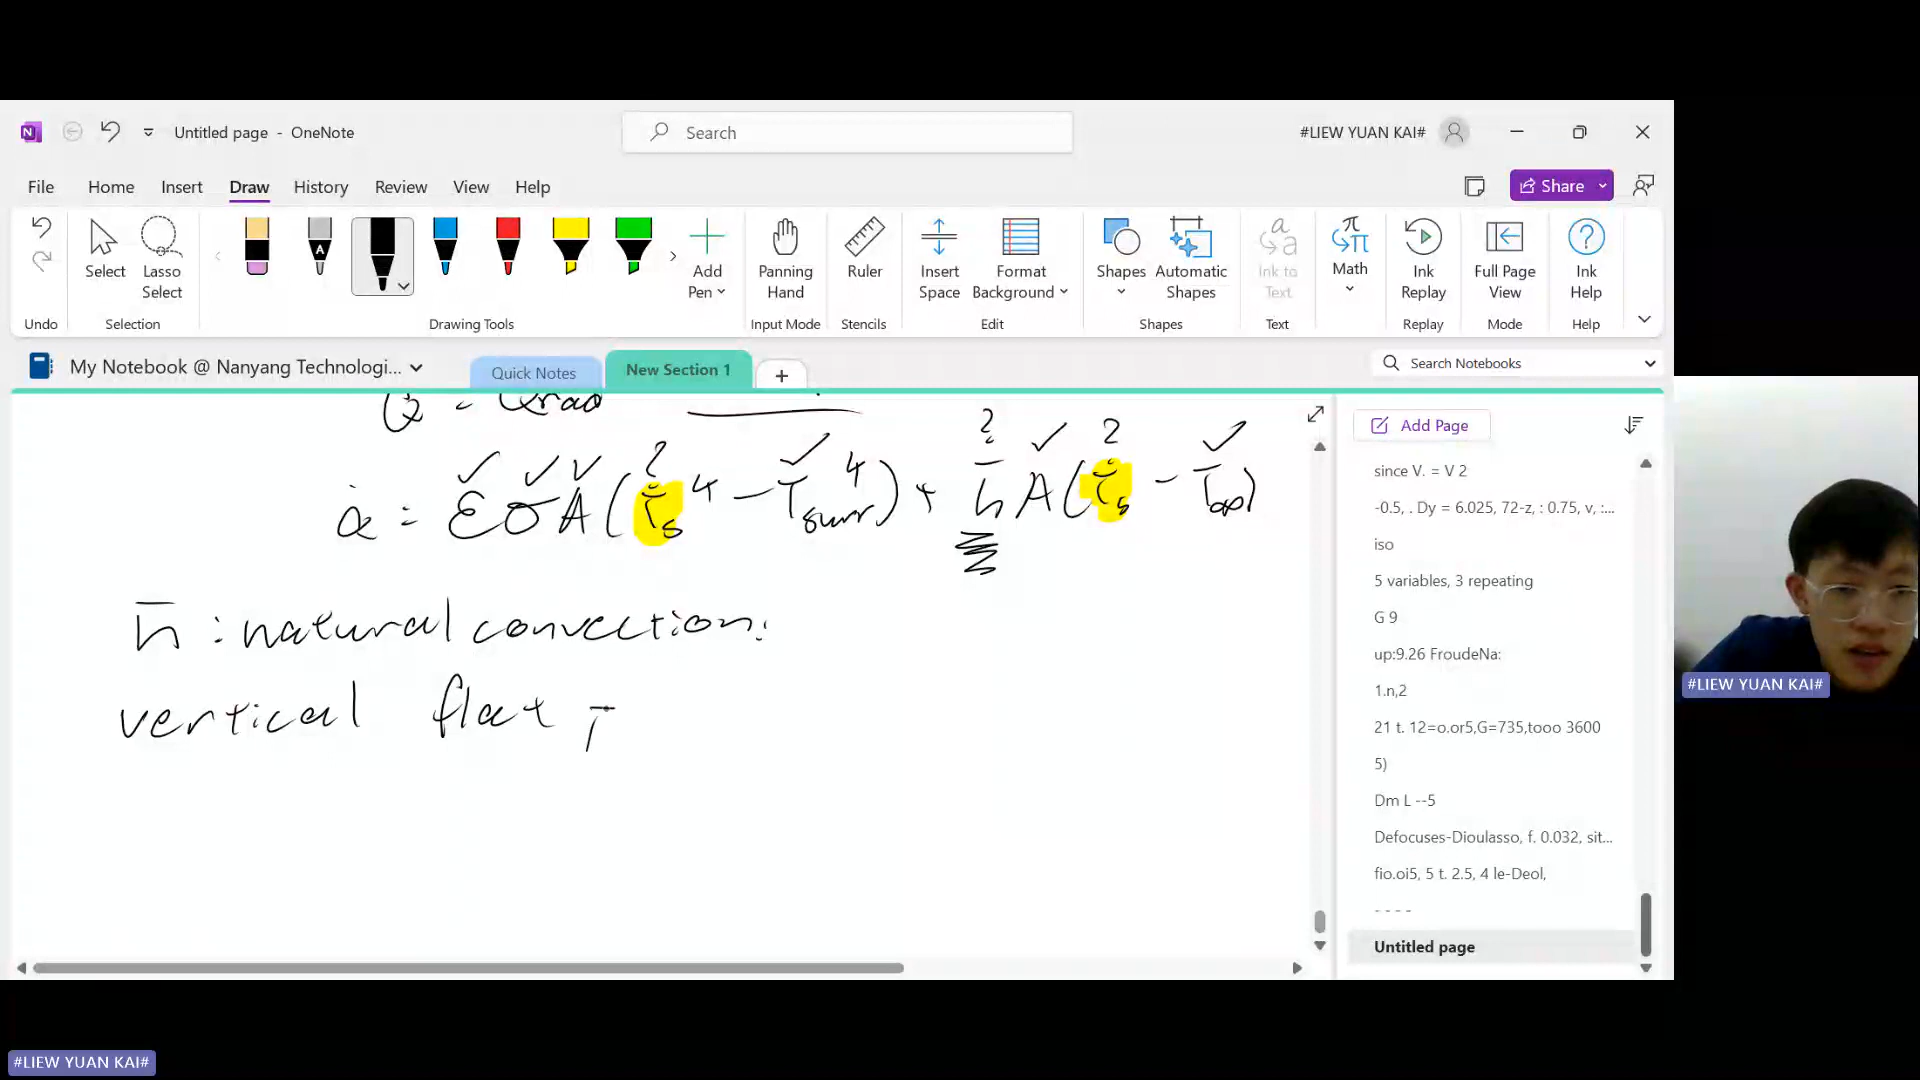 Untitled page - OneNote
Search
#LIEW YUAN KAI#
File Home Insert Draw History Review View Help
Share
Select
Lasso Select
A
Add Pen
Panning Hand
Ruler
Insert Space
Format Background
Shapes
Automatic Shapes
Ink to Text
Math
Ink Replay
Full Page View
Ink Help
Undo Selection Drawing Tools Input Mode Stencils Edit Shapes Text Replay Mode Help
My Notebook @ Nanyang Technologi...
Quick Notes
New Section 1
+
Search Notebooks
Q = Qrad
✓ ✓ ✓ ? ✓ ? ✓ ? ✓
Q̇ = εσA(Ts⁴ - Tsurr⁴) + h̄A(Ts - T∞)
h̄ : natural convection:
vertical flat
Add Page
since V. = V 2
-0.5, . Dy = 6.025, 72-z, : 0.75, v, :...
iso
5 variables, 3 repeating
G 9
up:9.26 FroudeNa:
1.n,2
21 t. 12=o.or5,G=735,tooo 3600
5)
Dm L --5
Defocuses-Dioulasso, f. 0.032, sit...
fio.oi5, 5 t. 2.5, 4 le-Deol,
- - - -
Untitled page
#LIEW YUAN KAI#
#LIEW YUAN KAI#